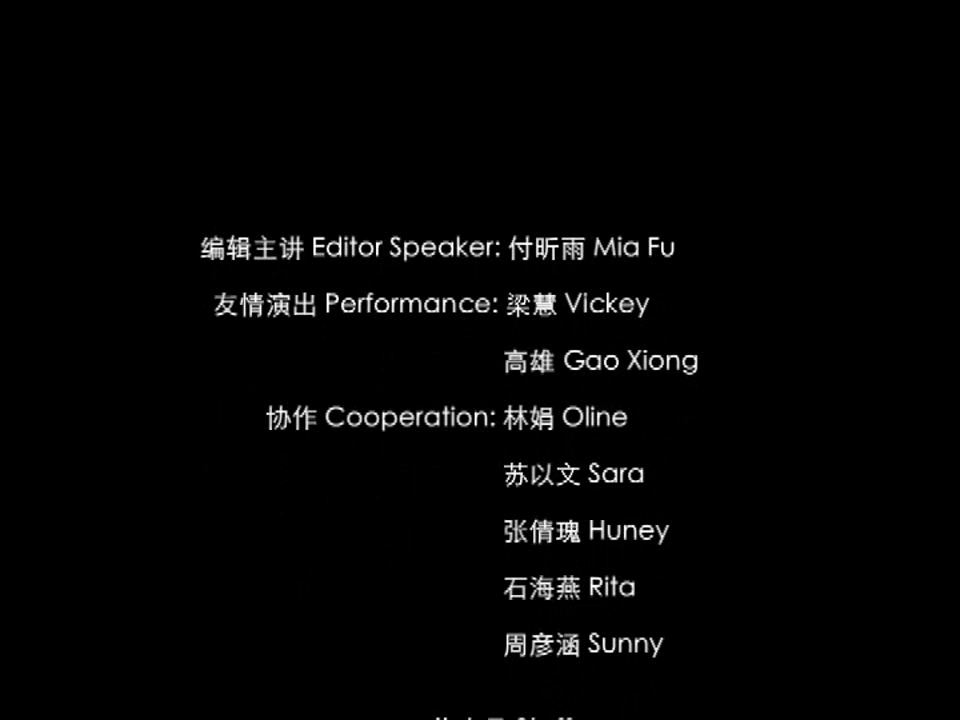 编辑主讲 Editor Speaker: 付昕雨 Mia Fu
友情演出 Performance: 梁慧 Vickey
高雄 Gao Xiong
协作 Cooperation: 林娟 Oline
苏以文 Sara
张倩瑰 Huney
石海燕 Rita
周彦涵 Sunny